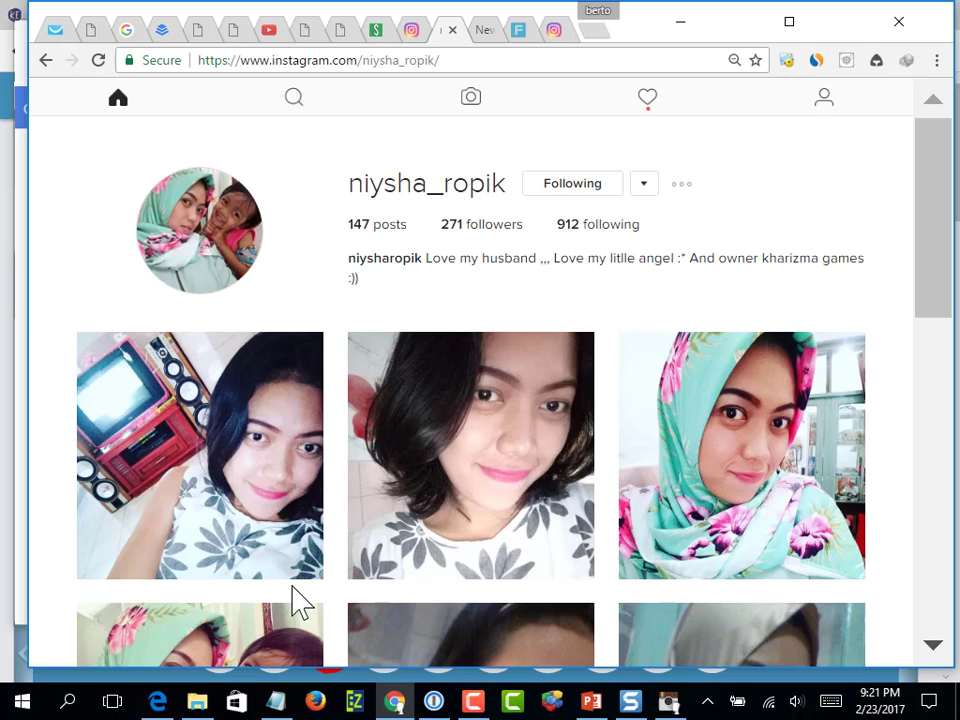 berto
New
Secure https://www.instagram.com/niysha_ropik/
niysha_ropik Following
147 posts 271 followers 912 following
niysharopik Love my husband ,,, Love my litlle angel :* And owner kharizma games
:))
9:21 PM
2/23/2017